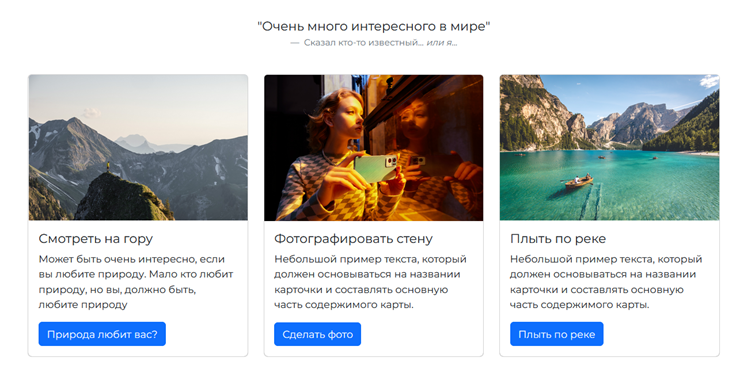 "Очень много интересного в мире"
— Сказал кто-то известный... или я...
Смотреть на гору
Может быть очень интересно, если
вы любите природу. Мало кто любит
природу, но вы, должно быть,
любите природу
Природа любит вас?
Фотографировать стену
Небольшой пример текста, который
должен основываться на названии
карточки и составлять основную
часть содержимого карты.
Сделать фото
Плыть по реке
Небольшой пример текста, который
должен основываться на названии
карточки и составлять основную
часть содержимого карты.
Плыть по реке